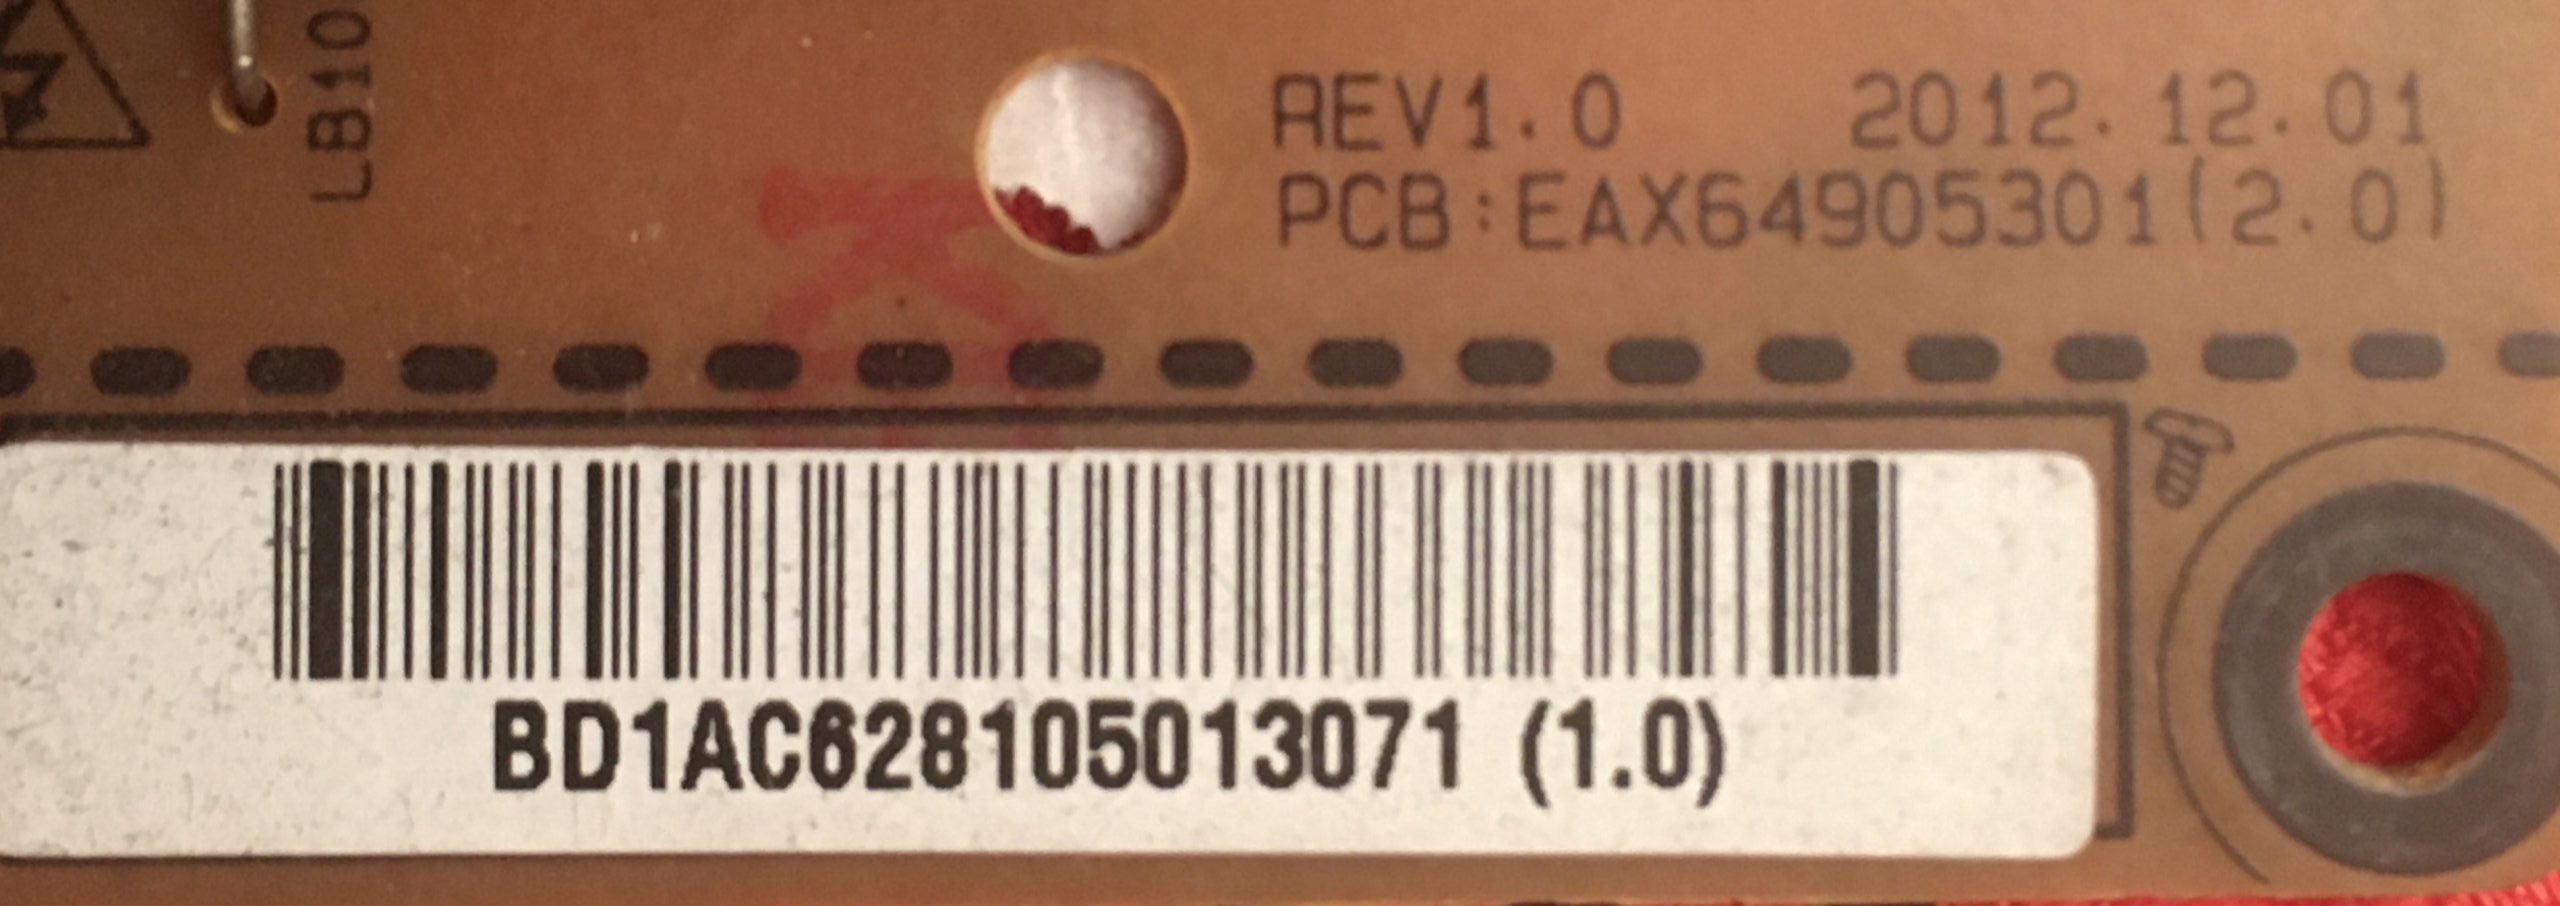 LB10
REV1.0 2012.12.01
PCB:EAX64905301(2.0)
BD1AC628105013071 (1.0)